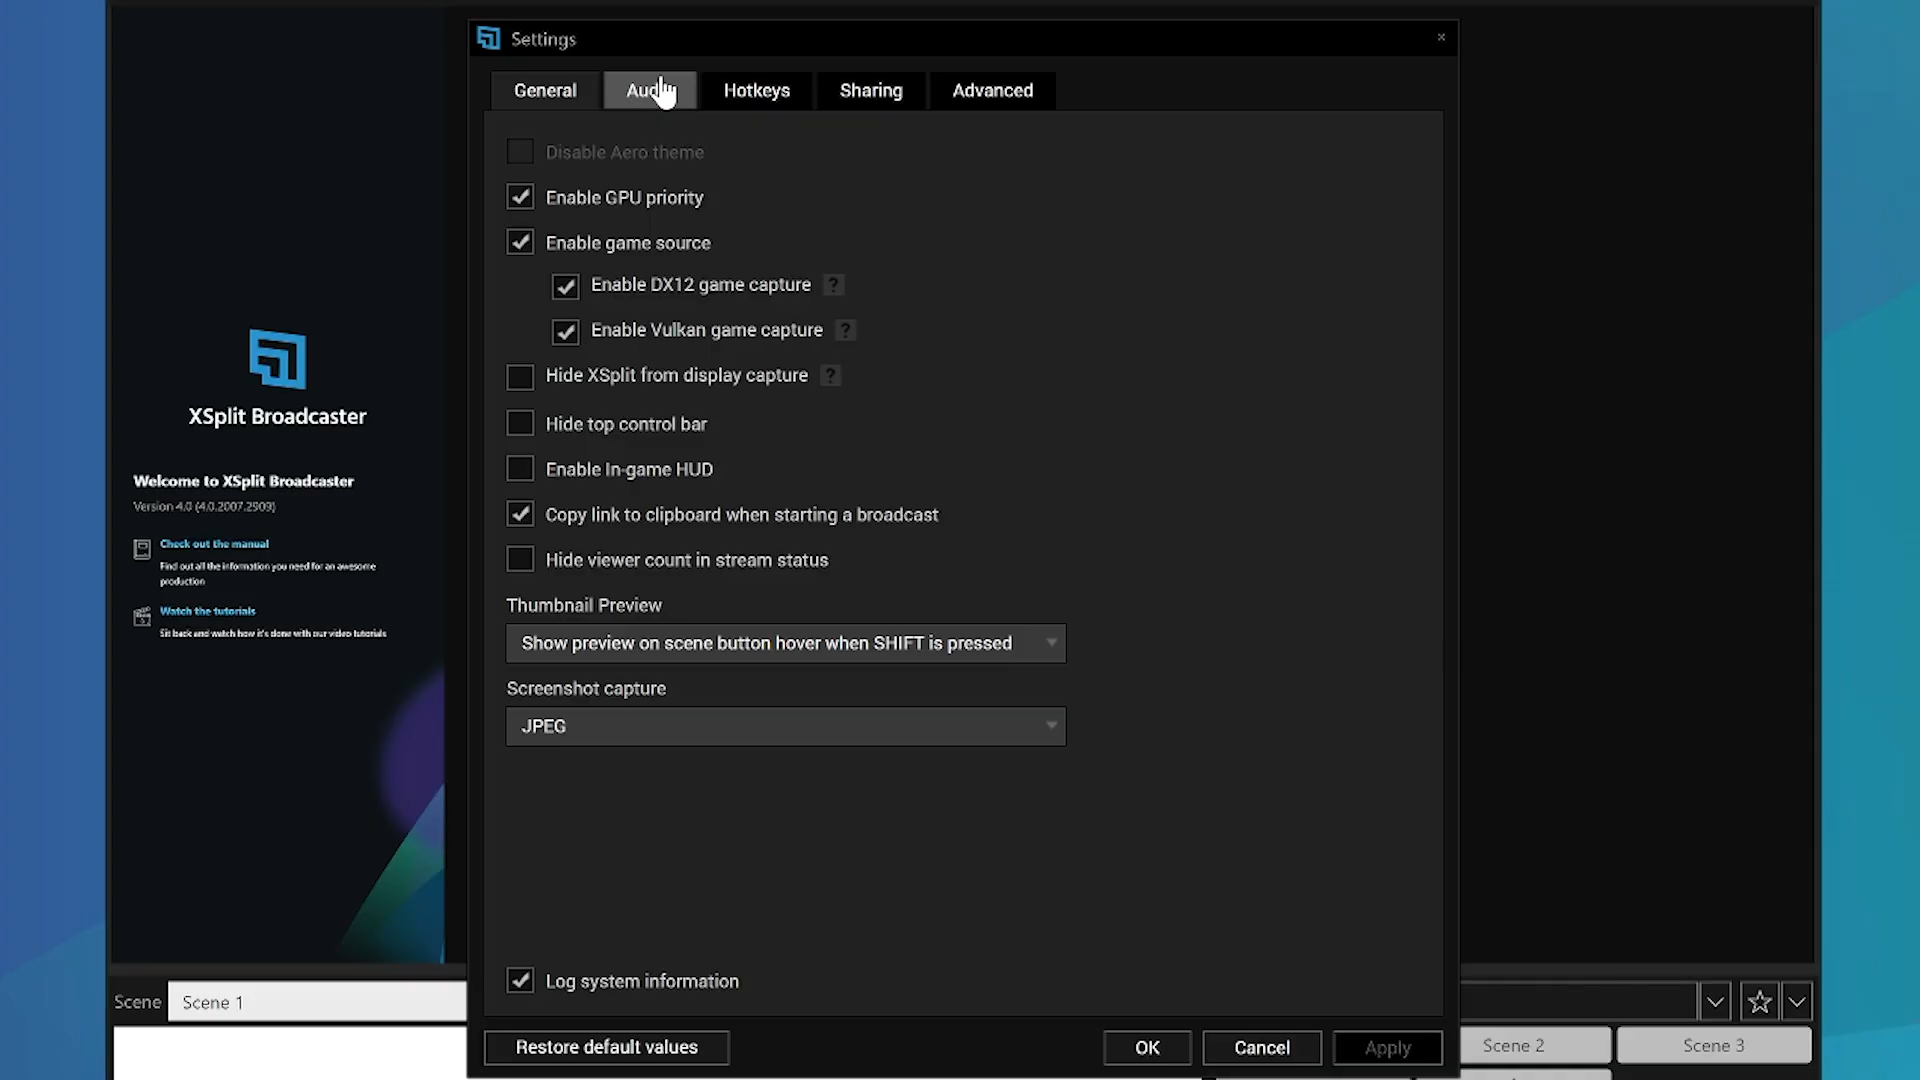 Settings
General
Hotkeys
Sharing
Advanced
Disable Aero theme
Enable GPU priority
Enable game source
Enable DX12 game capture ?
Enable Vulkan game capture ?
Hide XSplit from display capture ?
Hide top control bar
Enable In-game HUD
Copy link to clipboard when starting a broadcast
Hide viewer count in stream status
Thumbnail Preview
Show preview on scene button hover when SHIFT is pressed
Screenshot capture
JPEG
Log system information
Restore default values
OK
Cancel
Apply
XSplit Broadcaster
Welcome to XSplit Broadcaster
Version 4.0 (4.0.2007.2909)
Check out the manual
Find out all the information you need for an awesome
production
Watch the tutorials
Sit back and watch how it's done with our video tutorials
Scene
Scene 1
Scene 2
Scene 3